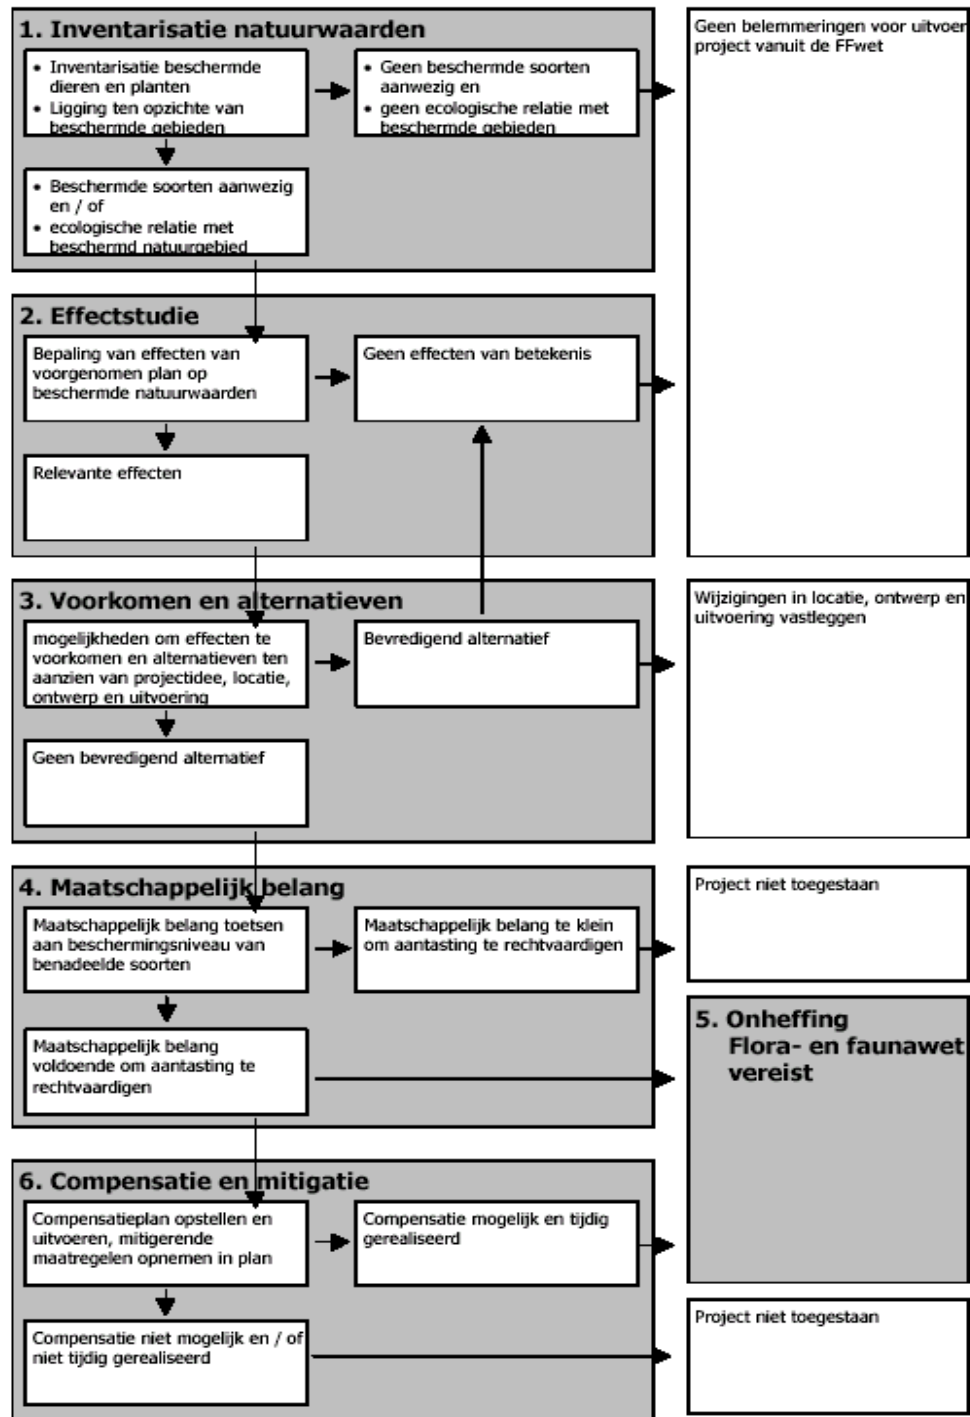 1. Inventarisatie natuurwaarden
• Inventarisatie beschermde
dieren en planten
• Ligging ten opzichte van
beschermde gebieden
• Geen beschermde soorten
aanwezig en
• geen ecologische relatie met
beschermde gebieden
Geen belemmeringen voor uitvoer
project vanuit de FFwet
• Beschermde soorten aanwezig
en / of
• ecologische relatie met
beschermd natuurgebied
2. Effectstudie
Bepaling van effecten van
voorgenomen plan op
beschermde natuurwaarden
Geen effecten van betekenis
Relevante effecten
3. Voorkomen en alternatieven
mogelijkheden om effecten te
voorkomen en alternatieven ten
aanzien van projectidee, locatie,
ontwerp en uitvoering
Bevredigend alternatief
Wijzigingen in locatie, ontwerp en
uitvoering vastleggen
Geen bevredigend alternatief
4. Maatschappelijk belang
Maatschappelijk belang toetsen
aan beschermingsniveau van
benadeelde soorten
Maatschappelijk belang te klein
om aantasting te rechtvaardigen
Project niet toegestaan
Maatschappelijk belang
voldoende om aantasting te
rechtvaardigen
5. Onheffing
Flora- en faunawet
vereist
6. Compensatie en mitigatie
Compensatieplan opstellen en
uitvoeren, mitigerende
maatregelen opnemen in plan
Compensatie mogelijk en tijdig
gerealiseerd
Compensatie niet mogelijk en / of
niet tijdig gerealiseerd
Project niet toegestaan